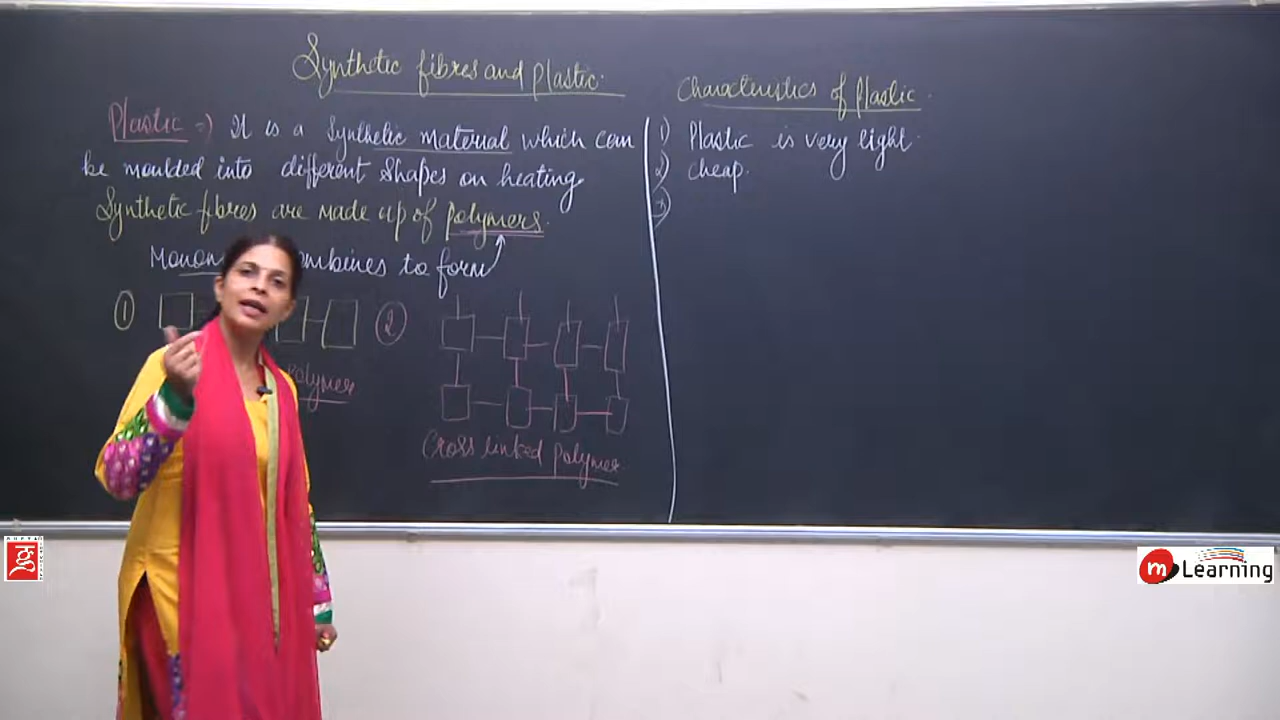 Synthetic fibres and plastic.
Plastic => It is a synthetic material which can
be moulded into different shapes on heating.
Synthetic fibres are made up of polymers.
combines to form
1
2
polymer
Cross linked polymer
Characteristics of plastic.
1) Plastic is very light.
2) cheap.
3)
m Learning